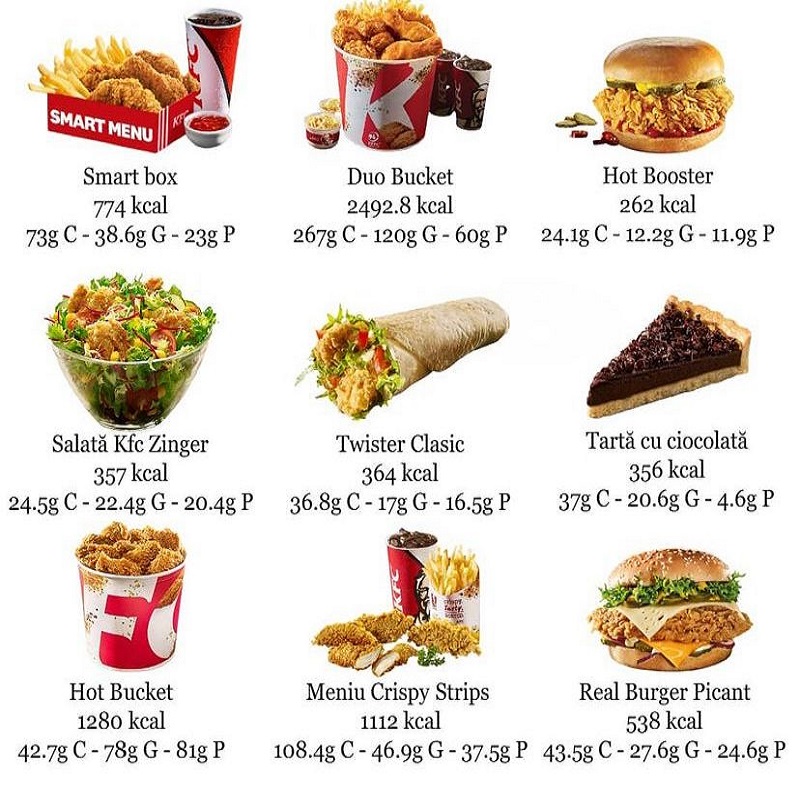 SMART MENU
KFC
KFC
Smart box
774 kcal
73g C - 38.6g G - 23g P
Duo Bucket
2492.8 kcal
267g C - 120g G - 60g P
Hot Booster
262 kcal
24.1g C - 12.2g G - 11.9g P
Salată Kfc Zinger
357 kcal
24.5g C - 22.4g G - 20.4g P
Twister Clasic
364 kcal
36.8g C - 17g G - 16.5g P
Tartă cu ciocolată
356 kcal
37g C - 20.6g G - 4.6g P
KFC
Hot Bucket
1280 kcal
42.7g C - 78g G - 81g P
Meniu Crispy Strips
1112 kcal
108.4g C - 46.9g G - 37.5g P
Real Burger Picant
538 kcal
43.5g C - 27.6g G - 24.6g P